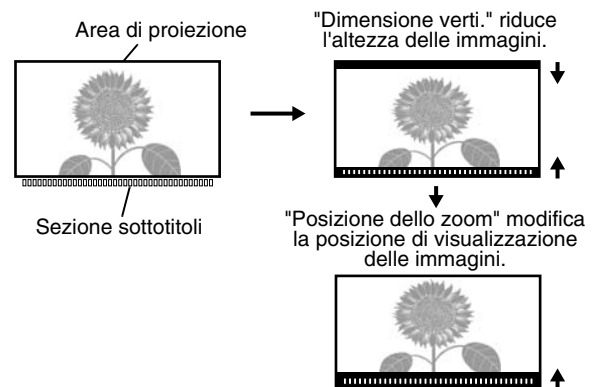 Area di proiezione
"Dimensione verti." riduce
l'altezza delle immagini.
Sezione sottotitoli
"Posizione dello zoom" modifica
la posizione di visualizzazione
delle immagini.